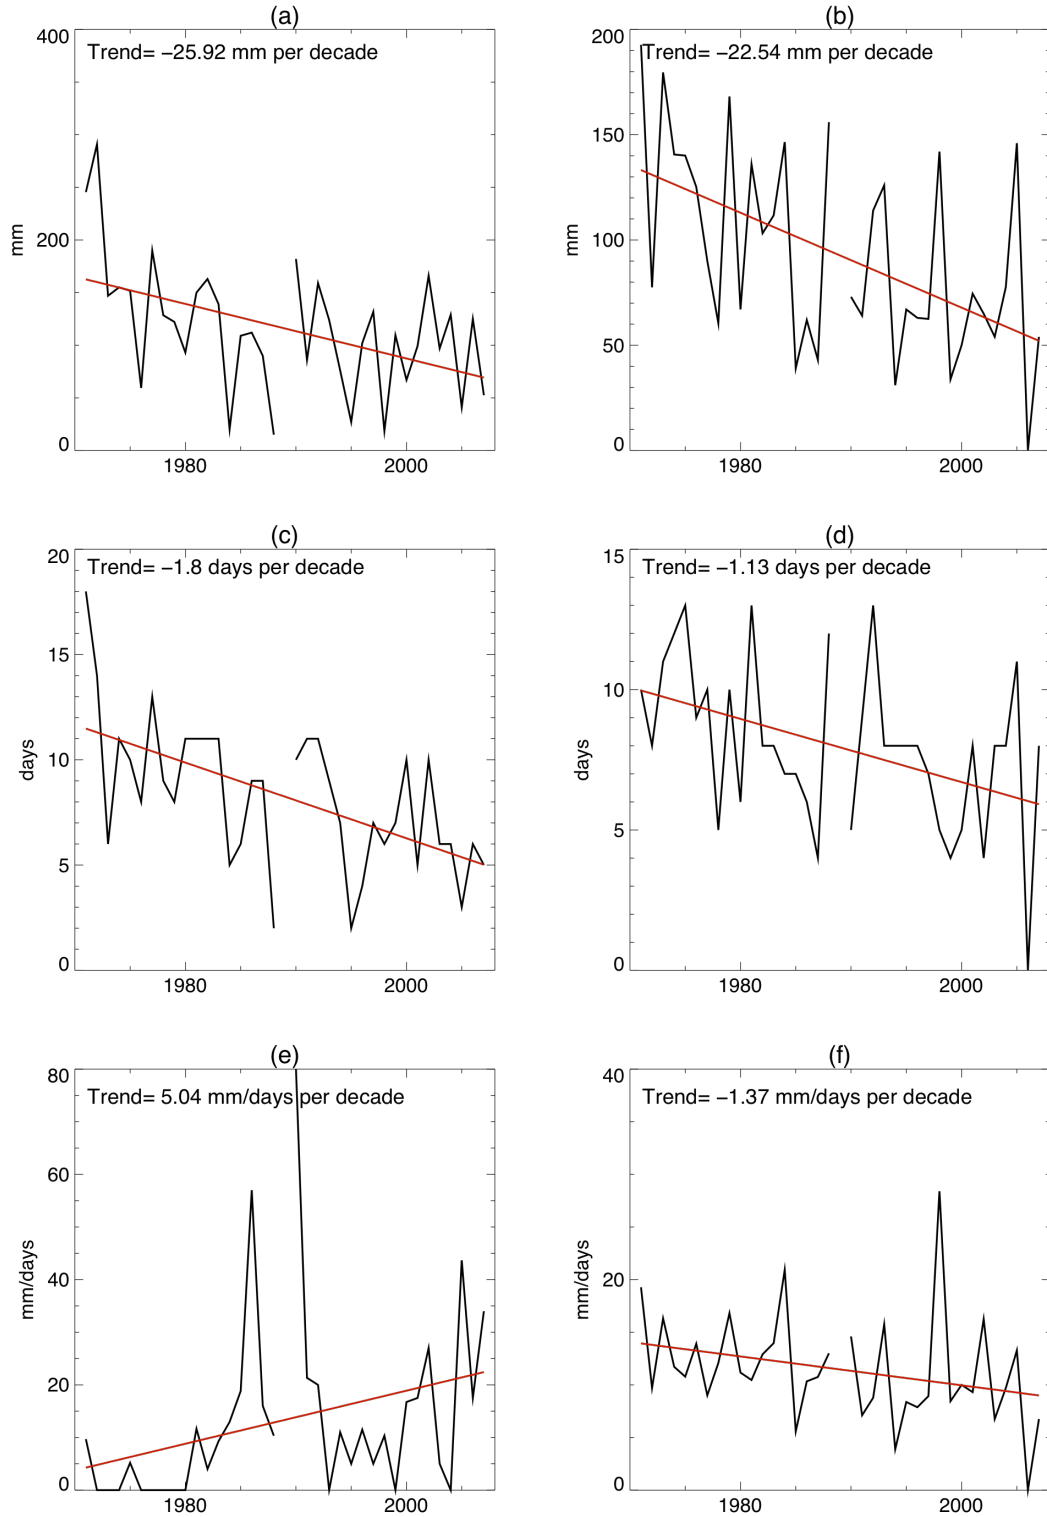 (a)
Trend= −25.92 mm per decade
400
200
0
mm
1980
2000
(b)
Trend= −22.54 mm per decade
200
150
100
50
0
mm
1980
2000
(c)
Trend= −1.8 days per decade
20
15
10
5
0
days
1980
2000
(d)
Trend= −1.13 days per decade
15
10
5
0
days
1980
2000
(e)
Trend= 5.04 mm/days per decade
80
60
40
20
0
mm/days
1980
2000
(f)
Trend= −1.37 mm/days per decade
40
20
0
mm/days
1980
2000